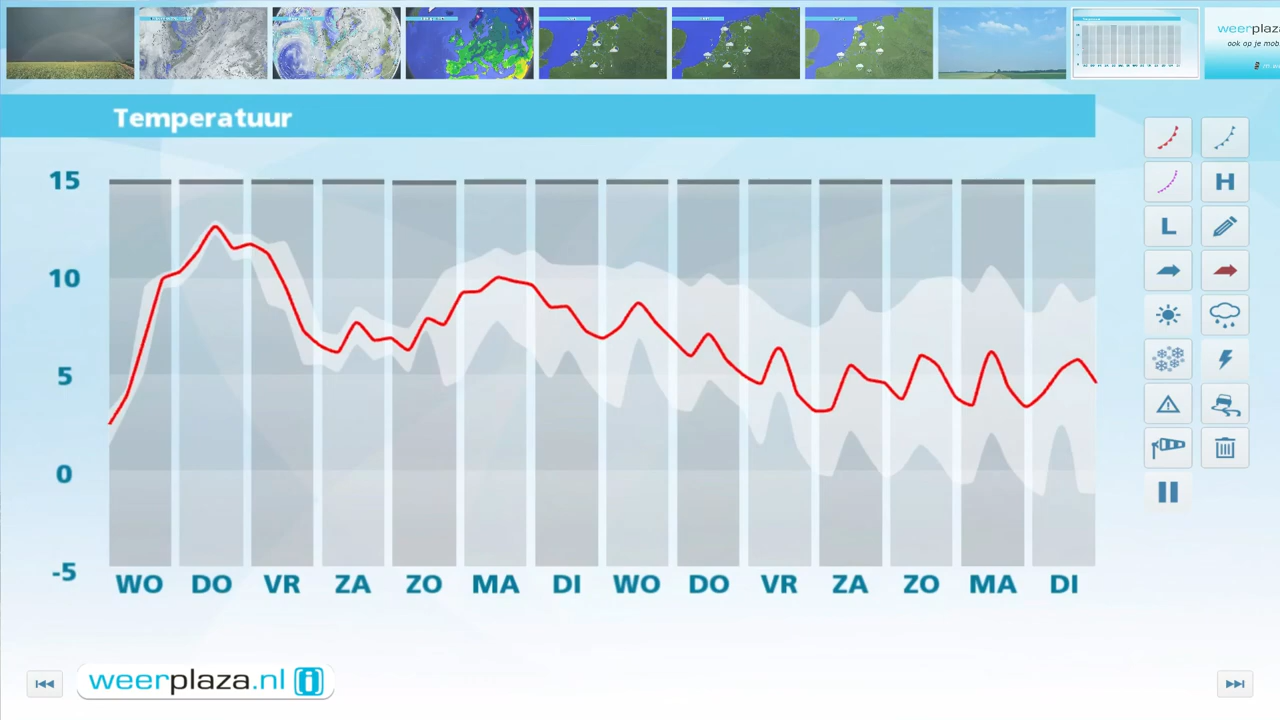 weerplaza
ook op je mob
Temperatuur
15
10
5
0
-5
H
L
WO DO VR ZA ZO MA DI WO DO VR ZA ZO MA DI
weerplaza.nl i